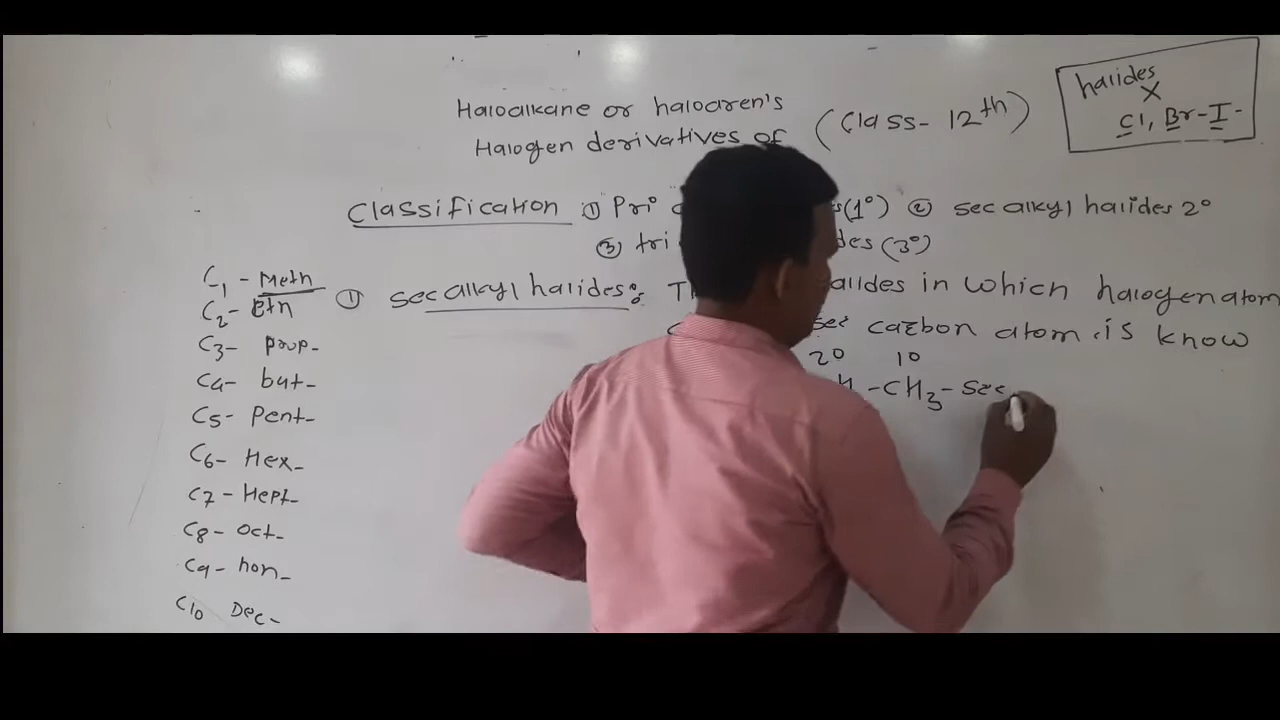 Haloalkane or haloaren's
Halogen derivatives of
(class- 12th)
halides
X
Cl, Br-I-
Classification ① Pri (1°) ② sec alkyl halides 2°
③ tri des (3°)
① sec alkyl halides: in which halogen atom
carbon atom is know
2° 1°
-CH3- sec
C1 - Meth
C2 - Eth
C3- prop-
C4- but-
C5- Pent-
C6- Hex-
C7- Hept-
C8- Oct-
C9- non-
C10 Dec-